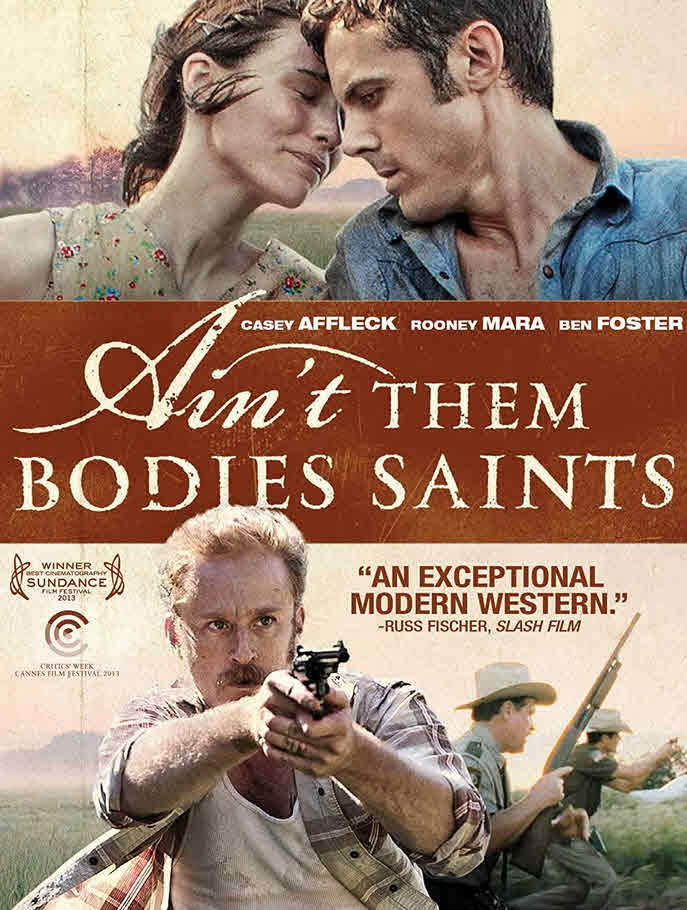 CASEY AFFLECK ROONEY MARA BEN FOSTER
Ain't THEM
BODIES SAINTS
WINNER
BEST CINEMATOGRAPHY
SUNDANCE
FILM FESTIVAL
2013
CRITICS' WEEK
CANNES FILM FESTIVAL 2013
“AN EXCEPTIONAL
MODERN WESTERN.”
-RUSS FISCHER, SLASH FILM